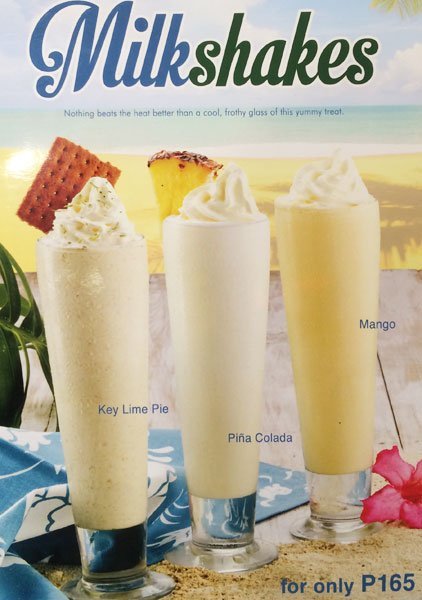 Milkshakes
Nothing beats the heat better than a cool, frothy glass of this yummy treat.
Mango
Key Lime Pie
Piña Colada
for only P165